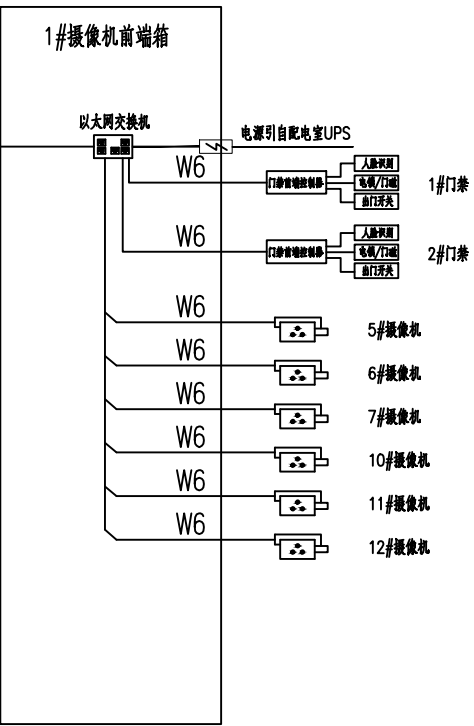 1#摄像机前端箱
以太网交换机
电源引自配电室UPS
W6
门禁前端控制器
人脸识别
电锁/门磁
出门开关
1#门禁
W6
门禁前端控制器
人脸识别
电锁/门磁
出门开关
2#门禁
W6
5#摄像机
W6
6#摄像机
W6
7#摄像机
W6
10#摄像机
W6
11#摄像机
W6
12#摄像机